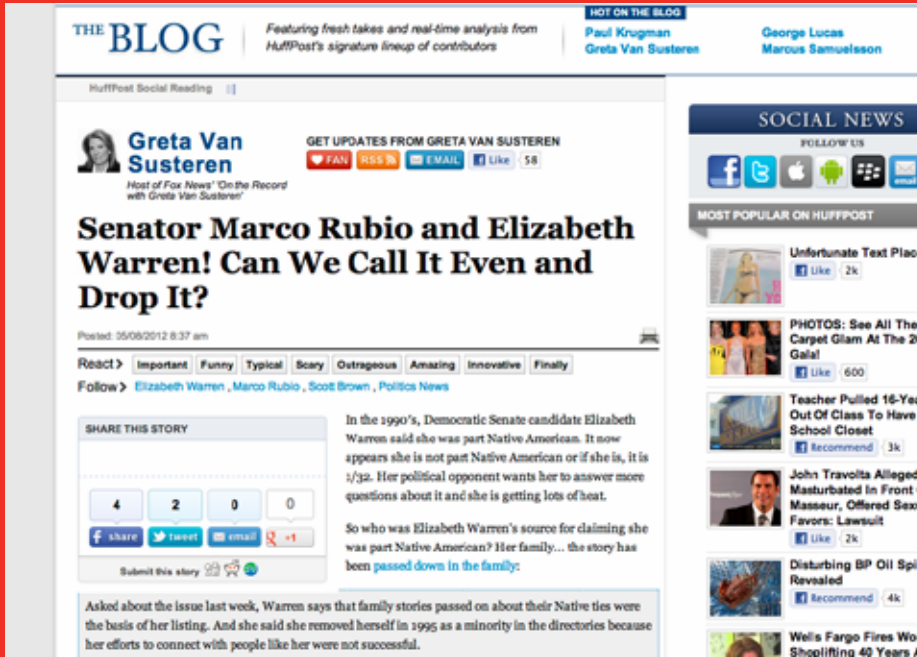 THE BLOG
Featuring fresh takes and real-time analysis from
HuffPost's signature lineup of contributors
HOT ON THE BLOG
Paul Krugman
Greta Van Susteren
George Lucas
Marcus Samuelsson
HuffPost Social Reading
Greta Van
Susteren
Host of Fox News' 'On the Record
with Greta Van Susteren'
GET UPDATES FROM GRETA VAN SUSTEREN
FAN RSS EMAIL Like 58
Senator Marco Rubio and Elizabeth
Warren! Can We Call It Even and
Drop It?
Posted: 05/08/2012 8:37 am
React Important Funny Typical Scary Outrageous Amazing Innovative Finally
Follow Elizabeth Warren , Marco Rubio , Scott Brown , Politics News
SHARE THIS STORY
4 2 0 0
share tweet email +1
Submit this story
In the 1990's, Democratic Senate candidate Elizabeth
Warren said she was part Native American. It now
appears she is not part Native American or if she is, it is
1/32. Her political opponent wants her to answer more
questions about it and she is getting lots of heat.
So who was Elizabeth Warren's source for claiming she
was part Native American? Her family... the story has
been passed down in the family:
Asked about the issue last week, Warren says that family stories passed on about their Native ties were
the basis of her listing. And she said she removed herself in 1995 as a minority in the directories because
her efforts to connect with people like her were not successful.
SOCIAL NEWS
FOLLOW US
email
MOST POPULAR ON HUFFPOST
Unfortunate Text Plac
Like 2k
PHOTOS: See All The
Carpet Glam At The 2
Gala!
Like 600
Teacher Pulled 16-Yea
Out Of Class To Have
School Closet
Recommend 3k
John Travolta Alleged
Masturbated In Front
Masseur, Offered Sex
Favors: Lawsuit
Like 2k
Disturbing BP Oil Spi
Revealed
Recommend 4k
Wells Fargo Fires Wo
Shoplifting 40 Years A